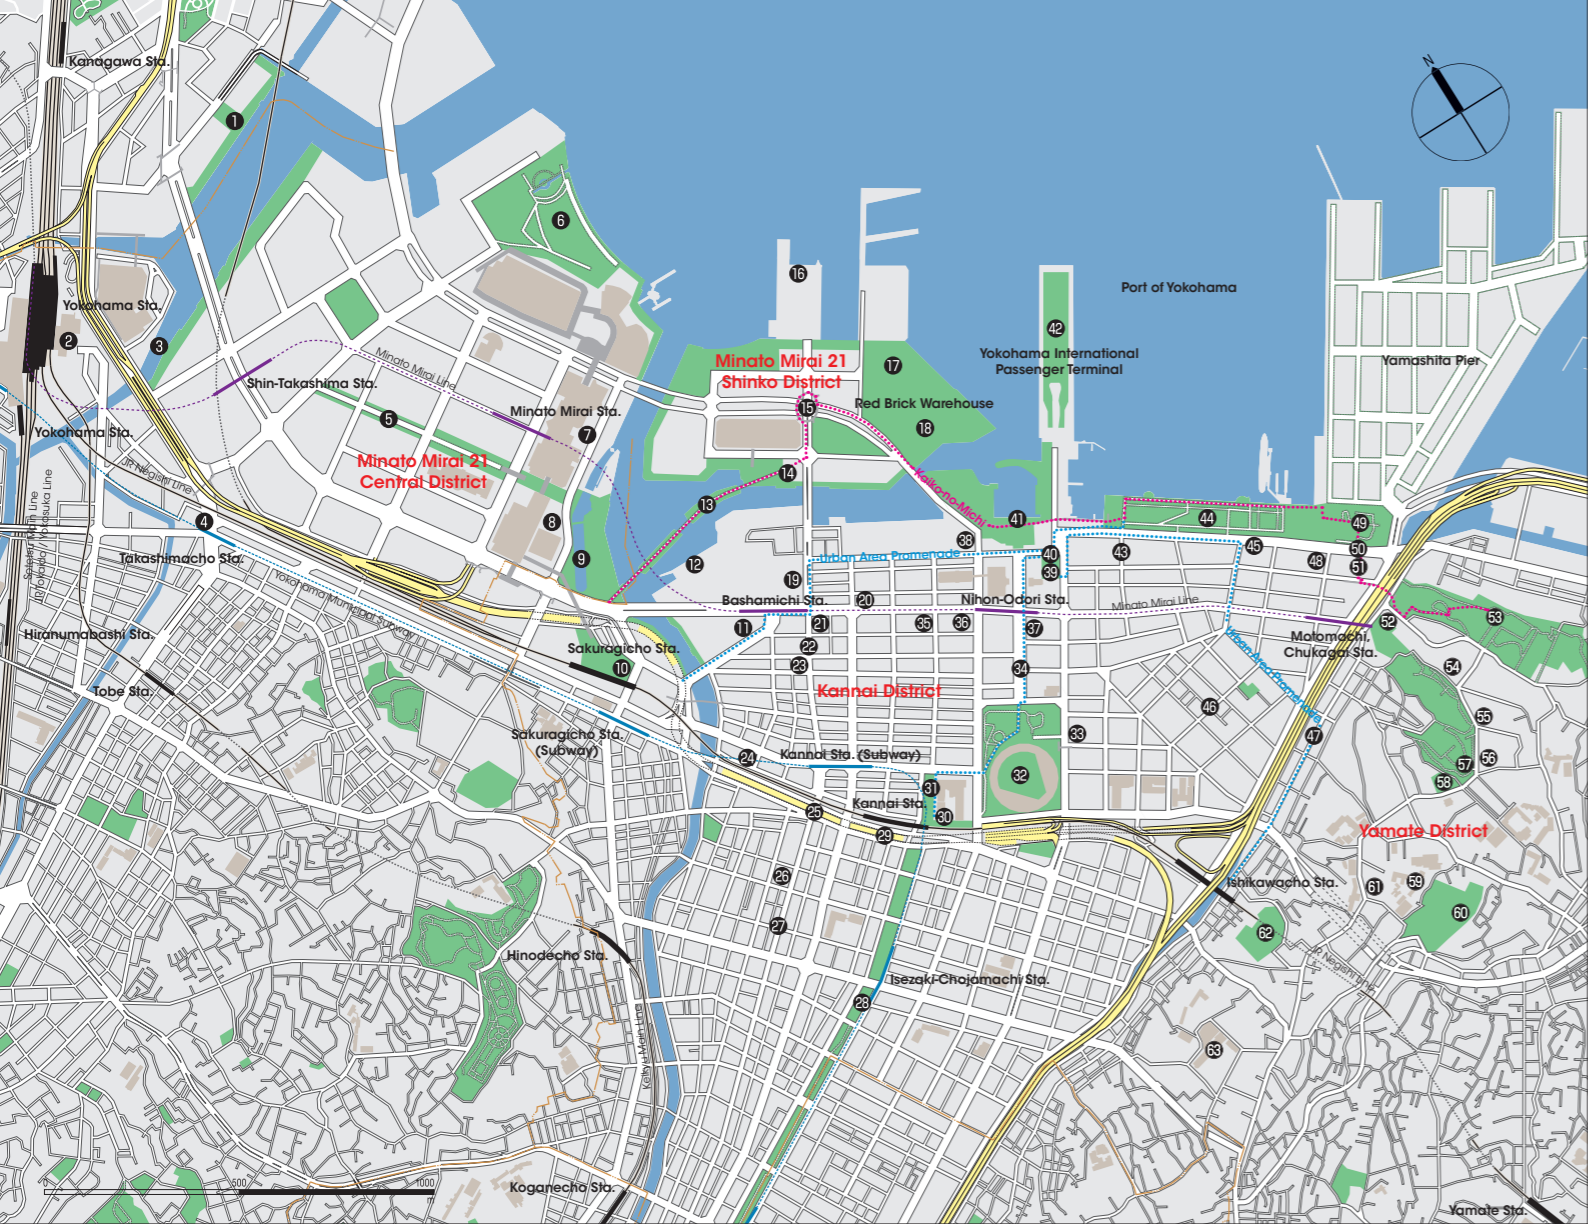 Kanagawa Sta.
N
1
6
16
Port of Yokohama
Yokohama Sta.
2
3
42
Yokohama International
Passenger Terminal
Minato Mirai 21
Shinko District
17
Yamashita Pier
Minato Mirai Line
Shin-Takashima Sta.
15
Red Brick Warehouse
18
Minato Mirai Sta.
5
7
Yokohama Sta.
Minato Mirai 21
Central District
JR Negishi Line
14
Kaiko-no-Michi
13
4
8
41
44
49
Takashimacho Sta.
9
12
38
Urban Area Promenade
40
39
43
45
48
50
51
Yokohama Municipal Subway
19
Bashamichi Sta.
20
Nihon-Odori Sta.
Minato Mirai Line
11
21
35
36
37
52
53
Hiranumabashi Sta.
Sakuragicho Sta.
22
23
10
34
Motomachi,
Chukagai Sta.
Urban Area Promenade
54
Tobe Sta.
Kannai District
46
55
Sakuragicho Sta.
(Subway)
33
47
24
Kannai Sta. (Subway)
56
57
58
32
31
Kannai Sta.
25
30
29
Yamate District
26
Ishikawacho Sta.
61
59
60
27
62
Hinodecho Sta.
JR Negishi Line
Isezaki-Chojamachi Sta.
28
63
Keikyu Main Line
Koganecho Sta.
0
500
1000
Yamate Sta.